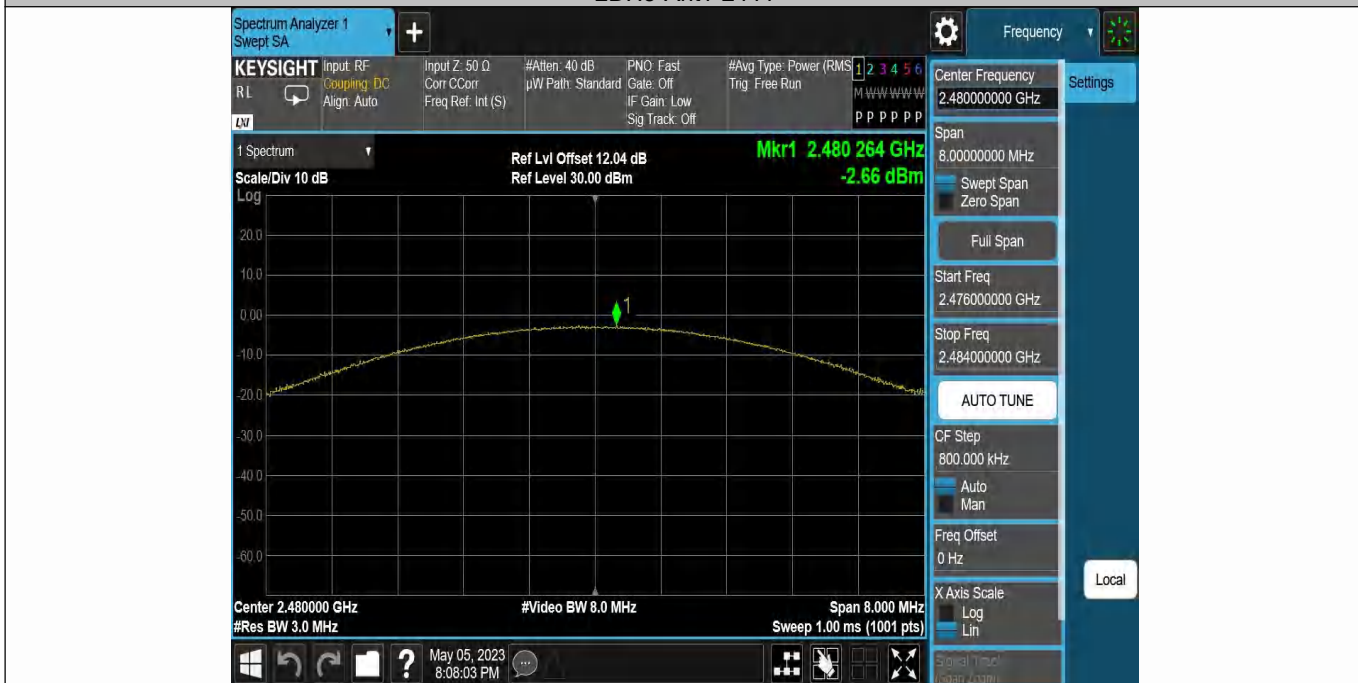 Spectrum Analyzer 1
Swept SA
+
Frequency
KEYSIGHT
RL
LXI
Input: RF
Coupling: DC
Align: Auto
Input Z: 50 Ω
Corr CCorr
Freq Ref: Int (S)
#Atten: 40 dB
µW Path: Standard
PNO: Fast
Gate: Off
IF Gain: Low
Sig Track: Off
#Avg Type: Power (RMS
Trig: Free Run
1 2 3 4 5 6
M W W W W W
P P P P P P
1 Spectrum
Scale/Div 10 dB
Ref Lvl Offset 12.04 dB
Ref Level 30.00 dBm
Mkr1 2.480 264 GHz
-2.66 dBm
Log
20.0
10.0
0.00
-10.0
-20.0
-30.0
-40.0
-50.0
-60.0
1
Center 2.480000 GHz
#Res BW 3.0 MHz
#Video BW 8.0 MHz
Span 8.000 MHz
Sweep 1.00 ms (1001 pts)
?
May 05, 2023
8:08:03 PM
Center Frequency
2.480000000 GHz
Settings
Span
8.00000000 MHz
Swept Span
Zero Span
Full Span
Start Freq
2.476000000 GHz
Stop Freq
2.484000000 GHz
AUTO TUNE
CF Step
800.000 kHz
Auto
Man
Freq Offset
0 Hz
X Axis Scale
Log
Lin
Local
Signal Track
(Span Zoom)